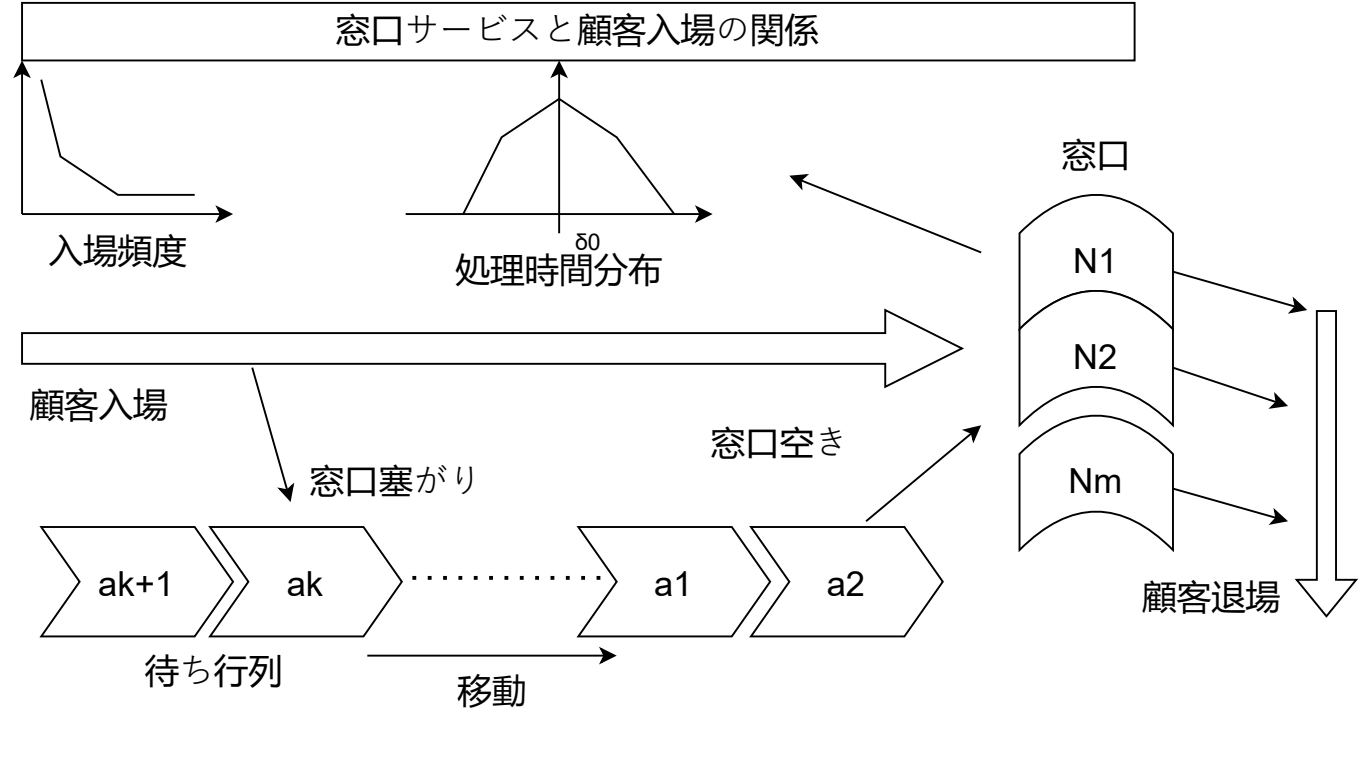 窓口サービスと顧客入場の関係
入場頻度
δ0
処理時間分布
窓口
N1
N2
Nm
顧客入場
窓口塞がり
窓口空き
ak+1
ak
a1
a2
待ち行列
移動
顧客退場